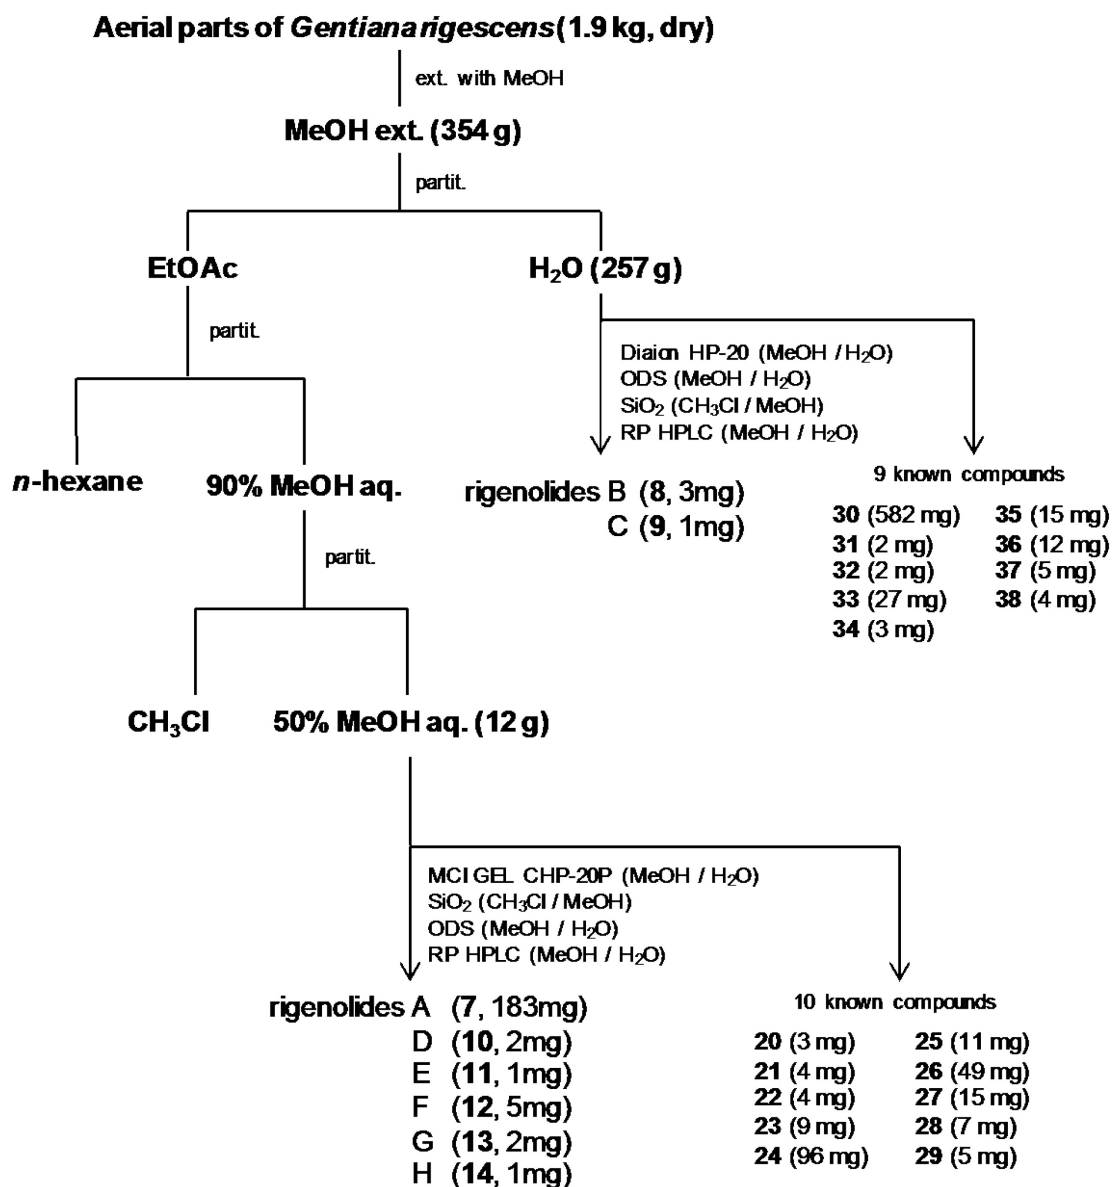 Aerial parts of Gentiana rigescens (1.9 kg, dry)
ext. with MeOH
MeOH ext. (354 g)
partit.
EtOAc
H₂O (257 g)
partit.
Diaion HP-20 (MeOH / H₂O)
ODS (MeOH / H₂O)
SiO₂ (CH₃Cl / MeOH)
RP HPLC (MeOH / H₂O)
n-hexane
90% MeOH aq.
rigenolides B (8, 3mg)
C (9, 1mg)
9 known compounds
30 (582 mg) 35 (15 mg)
31 (2 mg) 36 (12 mg)
32 (2 mg) 37 (5 mg)
33 (27 mg) 38 (4 mg)
34 (3 mg)
partit.
CH₃Cl
50% MeOH aq. (12 g)
MCI GEL CHP-20P (MeOH / H₂O)
SiO₂ (CH₃Cl / MeOH)
ODS (MeOH / H₂O)
RP HPLC (MeOH / H₂O)
rigenolides A (7, 183mg)
D (10, 2mg)
E (11, 1mg)
F (12, 5mg)
G (13, 2mg)
H (14, 1mg)
10 known compounds
20 (3 mg) 25 (11 mg)
21 (4 mg) 26 (49 mg)
22 (4 mg) 27 (15 mg)
23 (9 mg) 28 (7 mg)
24 (96 mg) 29 (5 mg)